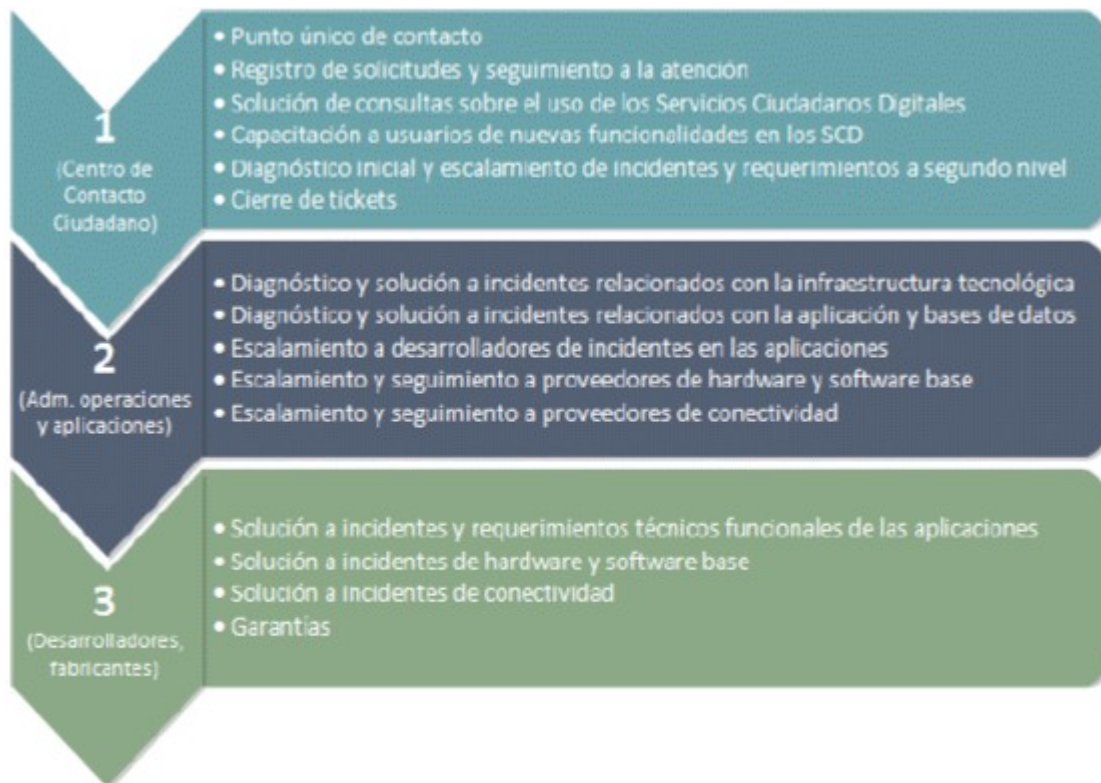 1
(Centro de
Contacto
Ciudadano)
• Punto único de contacto
• Registro de solicitudes y seguimiento a la atención
• Solución de consultas sobre el uso de los Servicios Ciudadanos Digitales
• Capacitación a usuarios de nuevas funcionalidades en los SCD
• Diagnóstico inicial y escalamiento de incidentes y requerimientos a segundo nivel
• Cierre de tickets
2
(Adm. operaciones
y aplicaciones)
• Diagnóstico y solución a incidentes relacionados con la infraestructura tecnológica
• Diagnóstico y solución a incidentes relacionados con la aplicación y bases de datos
• Escalamiento a desarrolladores de incidentes en las aplicaciones
• Escalamiento y seguimiento a proveedores de hardware y software base
• Escalamiento y seguimiento a proveedores de conectividad
3
(Desarrolladores,
fabricantes)
• Solución a incidentes y requerimientos técnicos funcionales de las aplicaciones
• Solución a incidentes de hardware y software base
• Solución a incidentes de conectividad
• Garantías